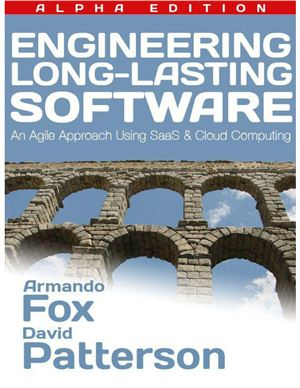 ALPHA EDITION
ENGINEERING
LONG-LASTING
SOFTWARE
An Agile Approach Using SaaS & Cloud Computing
Armando
Fox
David
Patterson